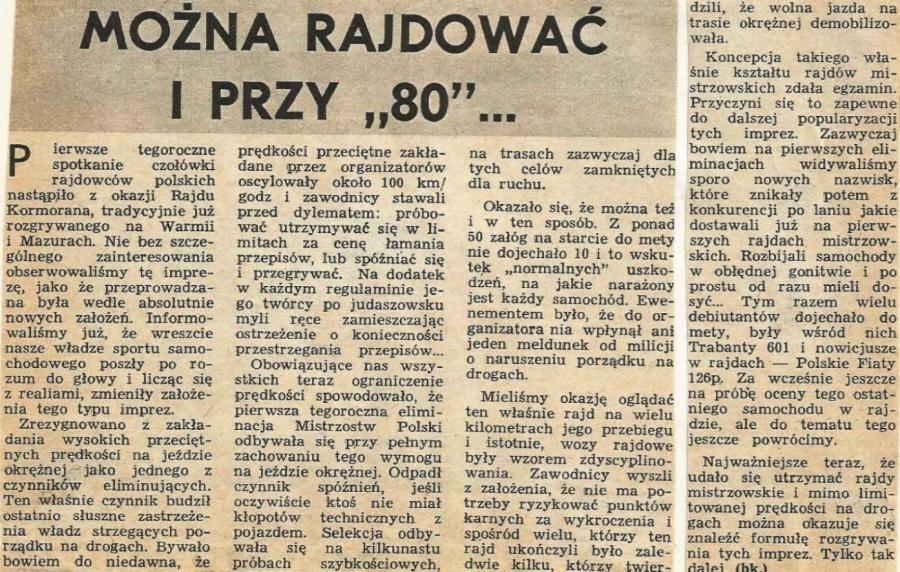 MOŻNA RAJDOWAĆ
I PRZY „80”...
Pierwsze tegoroczne
spotkanie czołówki
rajdowców polskich
nastąpiło z okazji Rajdu
Kormorana, tradycyjnie już
rozgrywanego na Warmii
i Mazurach. Nie bez szcze-
gólnego zainteresowania
obserwowaliśmy tę impre-
zę, jako że przeprowadza-
na była wedle absolutnie
nowych założeń. Informo-
waliśmy już, że wreszcie
nasze władze sportu samo-
chodowego poszły po ro-
zum do głowy i licząc się
z realiami, zmieniły założe-
nia tego typu imprez.
Zrezygnowano z zakła-
dania wysokich przecięt-
nych prędkości na jeździe
okrężnej jako jednego z
czynników eliminujących.
Ten właśnie czynnik budził
ostatnio słuszne zastrzeże-
nia władz strzegących po-
rządku na drogach. Bywało
bowiem do niedawna, że
prędkości przeciętne zakła-
dane przez organizatorów
oscylowały około 100 km/
godz i zawodnicy stawali
przed dylematem: próbo-
wać utrzymywać się w li-
mitach za cenę łamania
przepisów, lub spóźniać się
i przegrywać. Na dodatek
w każdym regulaminie je-
go twórcy po judaszowsku
myli ręce zamieszczając
ostrzeżenie o konieczności
przestrzegania przepisów...
Obowiązujące nas wszy-
stkich teraz ograniczenie
prędkości spowodowało, że
pierwsza tegoroczna elimi-
nacja Mistrzostw Polski
odbywała się przy pełnym
zachowaniu tego wymogu
na jeździe okrężnej. Odpadł
czynnik spóźnień, jeśli
oczywiście ktoś nie miał
kłopotów technicznych z
pojazdem. Selekcja odby-
wała się na kilkunastu
próbach szybkościowych,
na trasach zazwyczaj dla
tych celów zamkniętych
dla ruchu.
Okazało się, że można też
i w ten sposób. Z ponad
50 załóg na starcie do mety
nie dojechało 10 i to wsku-
tek „normalnych” uszko-
dzeń, na jakie narażony
jest każdy samochód. Ewe-
nementem było, że do or-
ganizatora nia wpłynął ani
jeden meldunek od milicji
o naruszeniu porządku na
drogach.
Mieliśmy okazję oglądać
ten właśnie rajd na wielu
kilometrach jego przebiegu
i istotnie, wozy rajdowe
były wzorem zdyscyplino-
wania. Zawodnicy wyszli
z założenia, że nie ma po-
trzeby ryzykować punktów
karnych za wykroczenia i
spośród wielu, którzy ten
rajd ukończyli było zale-
dwie kilku, którzy twier-
dzili, że wolna jazda na
trasie okrężnej demobilizo-
wała.
Koncepcja takiego wła-
śnie kształtu rajdów mi-
strzowskich zdała egzamin.
Przyczyni się to zapewne
do dalszej popularyzacji
tych imprez. Zazwyczaj
bowiem na pierwszych eli-
minacjach widywaliśmy
sporo nowych nazwisk,
które znikały potem z
konkurencji po laniu jakie
dostawali już na pierw-
szych rajdach mistrzow-
skich. Rozbijali samochody
w obłędnej gonitwie i po
prostu od razu mieli do-
syć... Tym razem wielu
debiutantów dojechało do
mety, były wśród nich
Trabanty 601 i nowicjusze
w rajdach — Polskie Fiaty
126p. Za wcześnie jeszcze
na próbę oceny tego ostat-
niego samochodu w raj-
dzie, ale do tematu tego
jeszcze powrócimy.
Najważniejsze teraz, że
udało się utrzymać rajdy
mistrzowskie i mimo limi-
towanej prędkości na dro-
gach można okazuje się
znaleźć formułę rozgrywa-
nia tych imprez. Tylko tak
dalej (bk.)